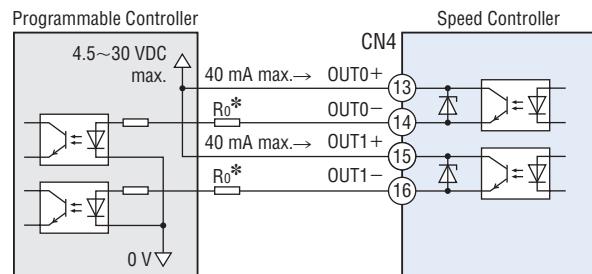 Programmable Controller
Speed Controller
CN4
4.5~30 VDC
max.
40 mA max.→ OUT0+ 13
R0* OUT0− 14
40 mA max.→ OUT1+ 15
R0* OUT1− 16
0 V